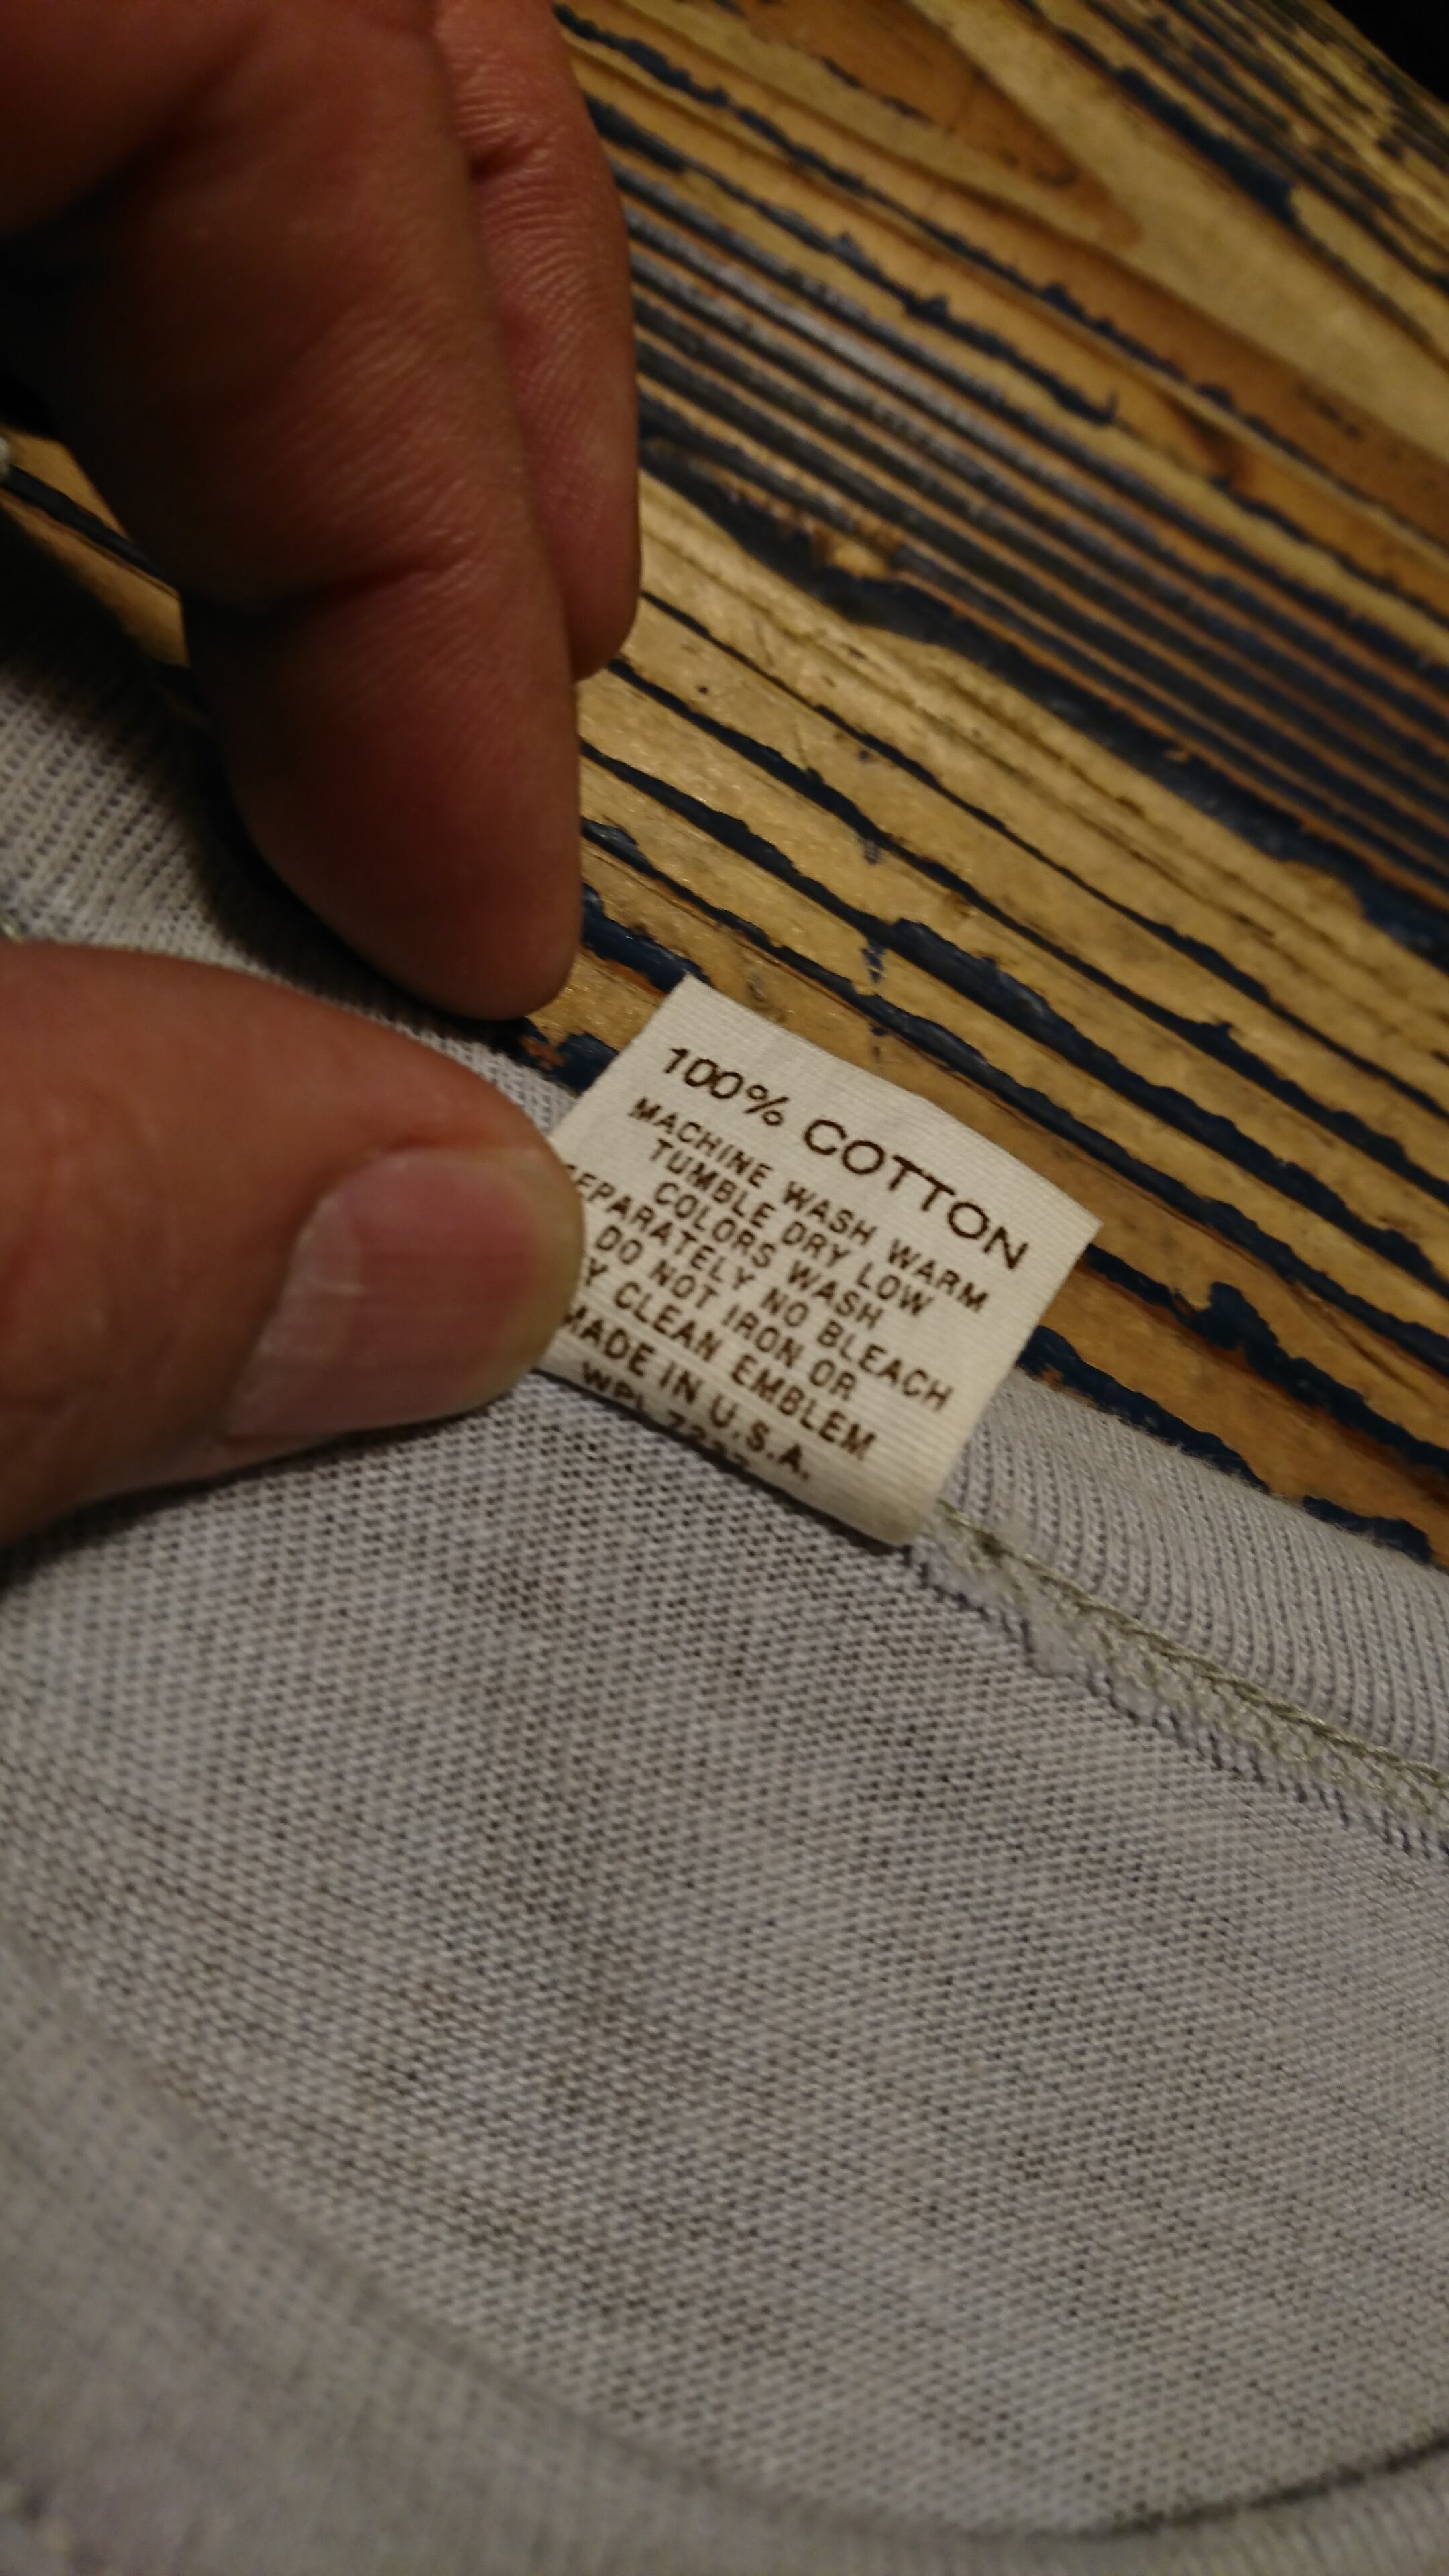 100% COTTON
MACHINE WASH WARM
TUMBLE DRY LOW
COLORS WASH
EPARATELY NO BLEACH
DO NOT IRON OR
Y CLEAN EMBLEM
MADE IN U.S.A.
WPL